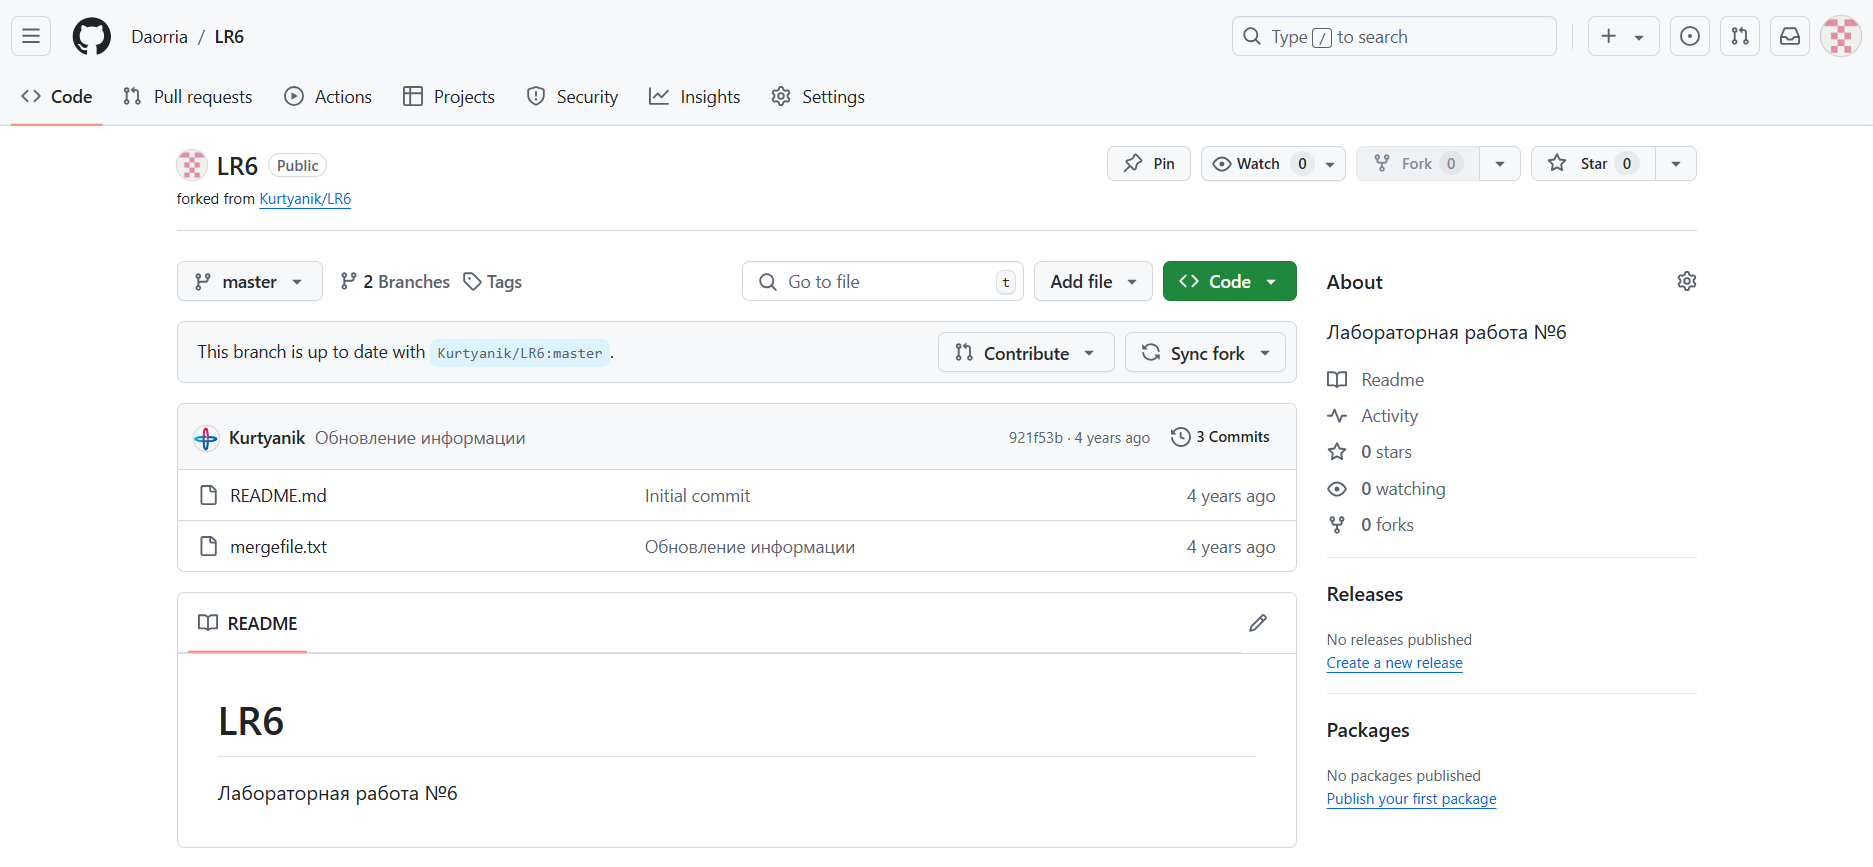 Daorria / LR6
Type / to search
Code Pull requests Actions Projects Security Insights Settings
LR6 Public
Pin Watch 0 Fork 0 Star 0
forked from Kurtyanik/LR6
master 2 Branches Tags Go to file t Add file Code
This branch is up to date with Kurtyanik/LR6:master.
Contribute Sync fork
Kurtyanik Обновление информации 921f53b · 4 years ago 3 Commits
README.md Initial commit 4 years ago
mergefile.txt Обновление информации 4 years ago
README
LR6
Лабораторная работа №6
About
Лабораторная работа №6
Readme
Activity
0 stars
0 watching
0 forks
Releases
No releases published
Create a new release
Packages
No packages published
Publish your first package